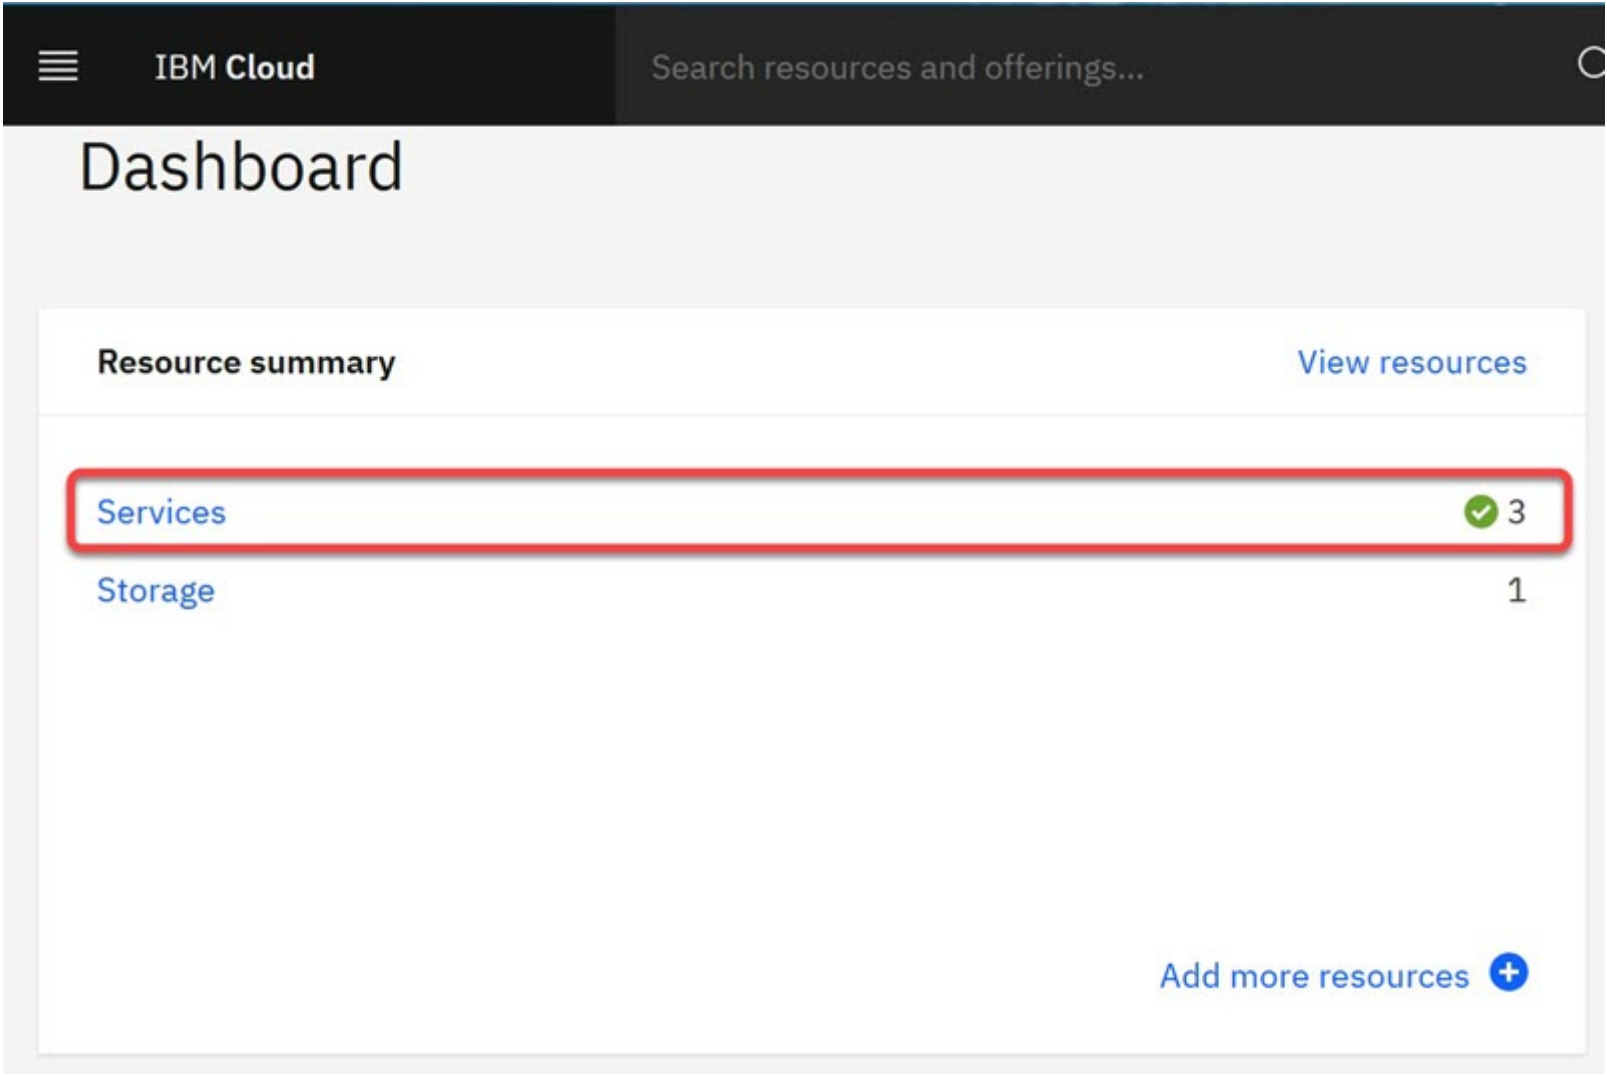 IBM Cloud Search resources and offerings...
Dashboard
Resource summary View resources
Services 3
Storage 1
Add more resources